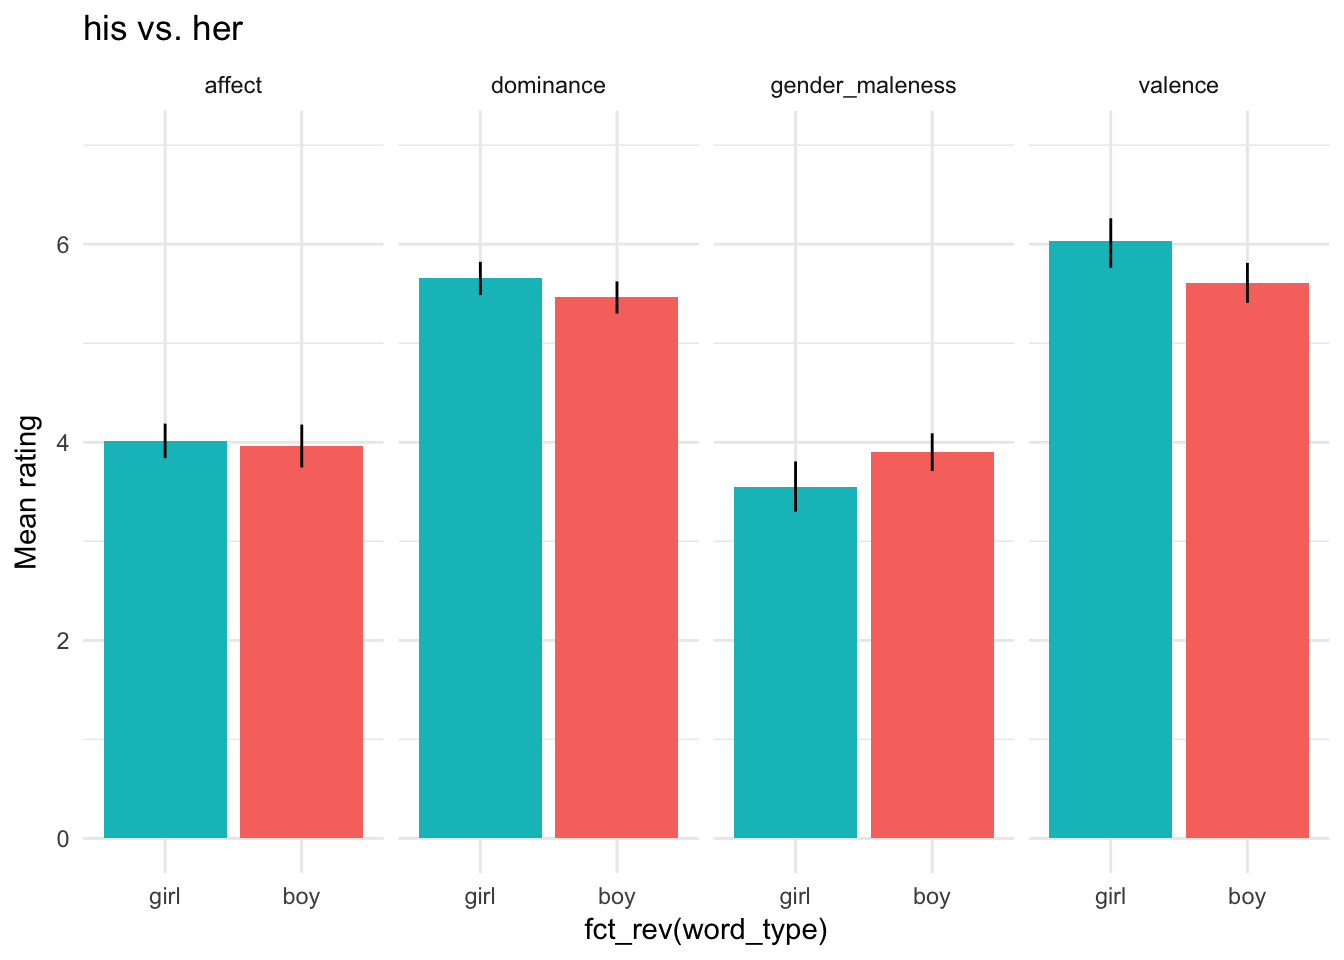 his vs. her
affect dominance gender_maleness valence
Mean rating
6
4
2
0
girl boy girl boy girl boy girl boy
fct_rev(word_type)